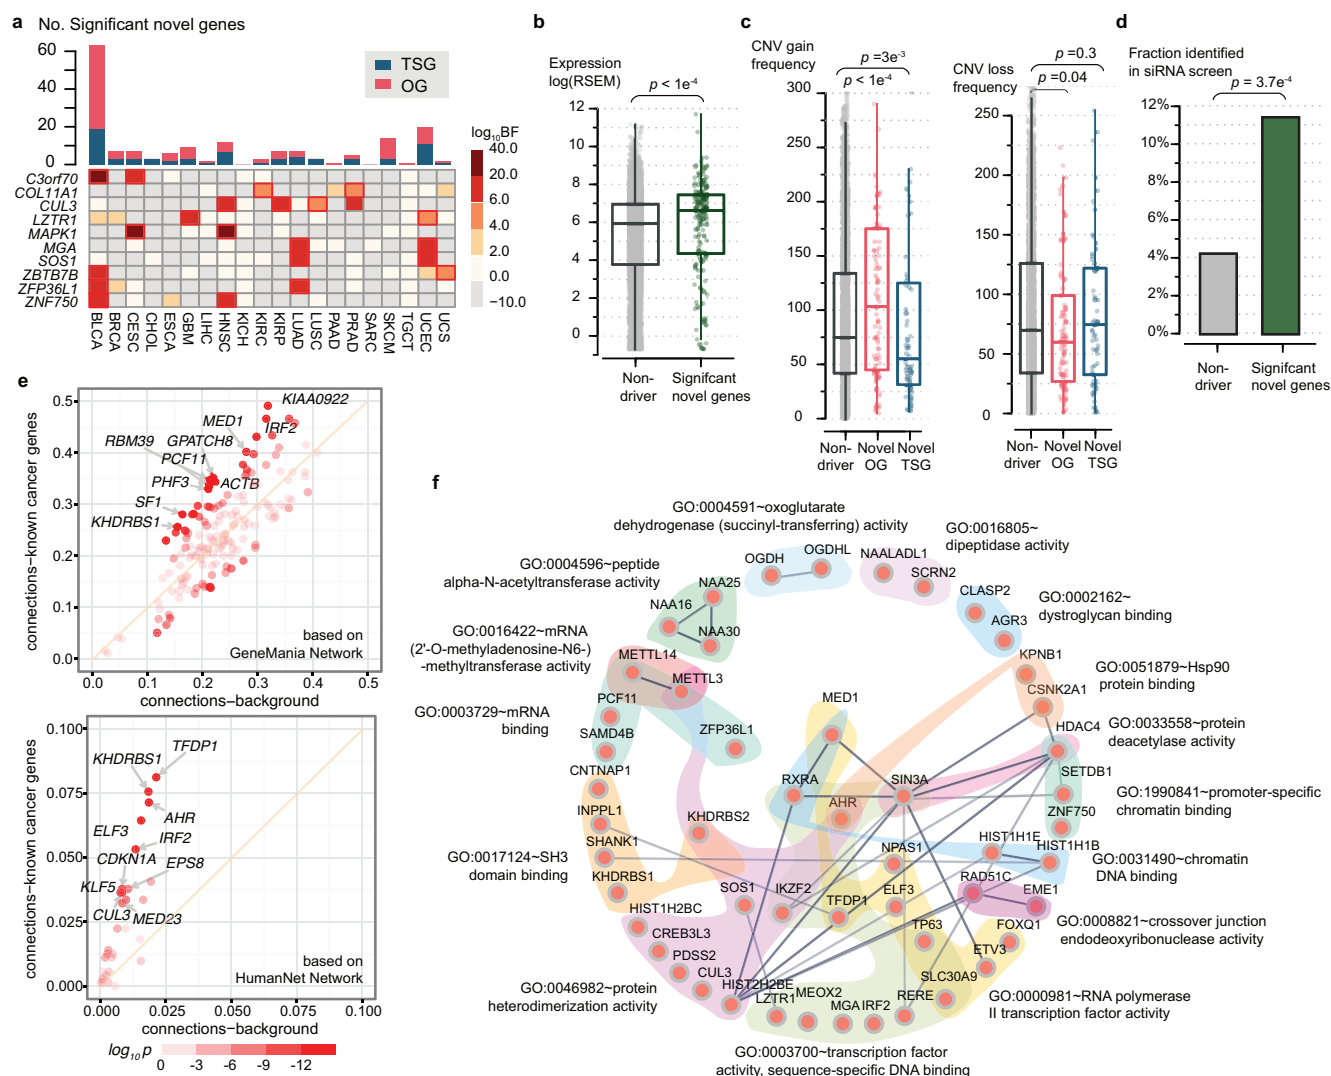 a No. Significant novel genes
60
40
20
0
TSG
OG
log10BF
40.0
20.0
6.0
4.0
2.0
0.0
−10.0
C3orf70
COL11A1
CUL3
LZTR1
MAPK1
MGA
SOS1
ZBTB7B
ZFP36L1
ZNF750
BLCA
BRCA
CESC
CHOL
ESCA
GBM
LIHC
HNSC
KICH
KIRC
KIRP
LUAD
LUSC
PAAD
PRAD
SARC
SKCM
TGCT
UCEC
UCS
b
Expression
log(RSEM)
p < 1e-4
12
10
8
6
4
2
0
Non-
driver
Signifcant
novel genes
c
CNV gain
frequency
p =3e-3
p < 1e-4
300
250
200
150
100
50
0
Non-
driver
Novel
OG
Novel
TSG
CNV loss
frequency
p =0.3
p =0.04
250
200
150
100
50
0
Non-
driver
Novel
OG
Novel
TSG
d
Fraction identified
in siRNA screen
p = 3.7e-4
12%
10%
8%
6%
4%
2%
0%
Non-
driver
Signifcant
novel genes
e
connections−known cancer genes
0.5
0.4
0.3
0.2
0.1
0.0
KIAA0922
MED1
IRF2
RBM39
GPATCH8
PCF11
PHF3
ACTB
SF1
KHDRBS1
based on
GeneMania Network
0.0
0.1
0.2
0.3
0.4
0.5
connections−background
connections−known cancer genes
0.100
0.075
0.050
0.025
0.000
TFDP1
KHDRBS1
AHR
ELF3
IRF2
CDKN1A
EPS8
KLF5
CUL3
MED23
based on
HumanNet Network
0.000
0.025
0.050
0.075
0.100
connections−background
log10 p
0
-3
-6
-9
-12
f
GO:0004591~oxoglutarate
dehydrogenase (succinyl-transferring) activity
GO:0016805~
dipeptidase activity
GO:0004596~peptide
alpha-N-acetyltransferase activity
GO:0002162~
dystroglycan binding
GO:0016422~mRNA
(2'-O-methyladenosine-N6-)
-methyltransferase activity
GO:0051879~Hsp90
protein binding
GO:0003729~mRNA
binding
GO:0033558~protein
deacetylase activity
GO:1990841~promoter-specific
chromatin binding
GO:0017124~SH3
domain binding
GO:0031490~chromatin
DNA binding
GO:0008821~crossover junction
endodeoxyribonuclease activity
GO:0046982~protein
heterodimerization activity
GO:0000981~RNA polymerase
II transcription factor activity
GO:0003700~transcription factor
activity, sequence-specific DNA binding
OGDH
OGDHL
NAALADL1
SCRN2
NAA25
NAA16
NAA30
CLASP2
AGR3
METTL14
METTL3
KPNB1
CSNK2A1
PCF11
SAMD4B
ZFP36L1
MED1
HDAC4
CNTNAP1
RXRA
SIN3A
SETDB1
INPPL1
AHR
ZNF750
KHDRBS2
SHANK1
NPAS1
HIST1H1E
HIST1H1B
KHDRBS1
SOS1
IKZF2
TFDP1
ELF3
RAD51C
EME1
HIST1H2BC
CREB3L3
TP63
FOXQ1
PDSS2
ETV3
CUL3
SLC30A9
HIST2H2BE
LZTR1
MEOX2
MGA
IRF2
RERE